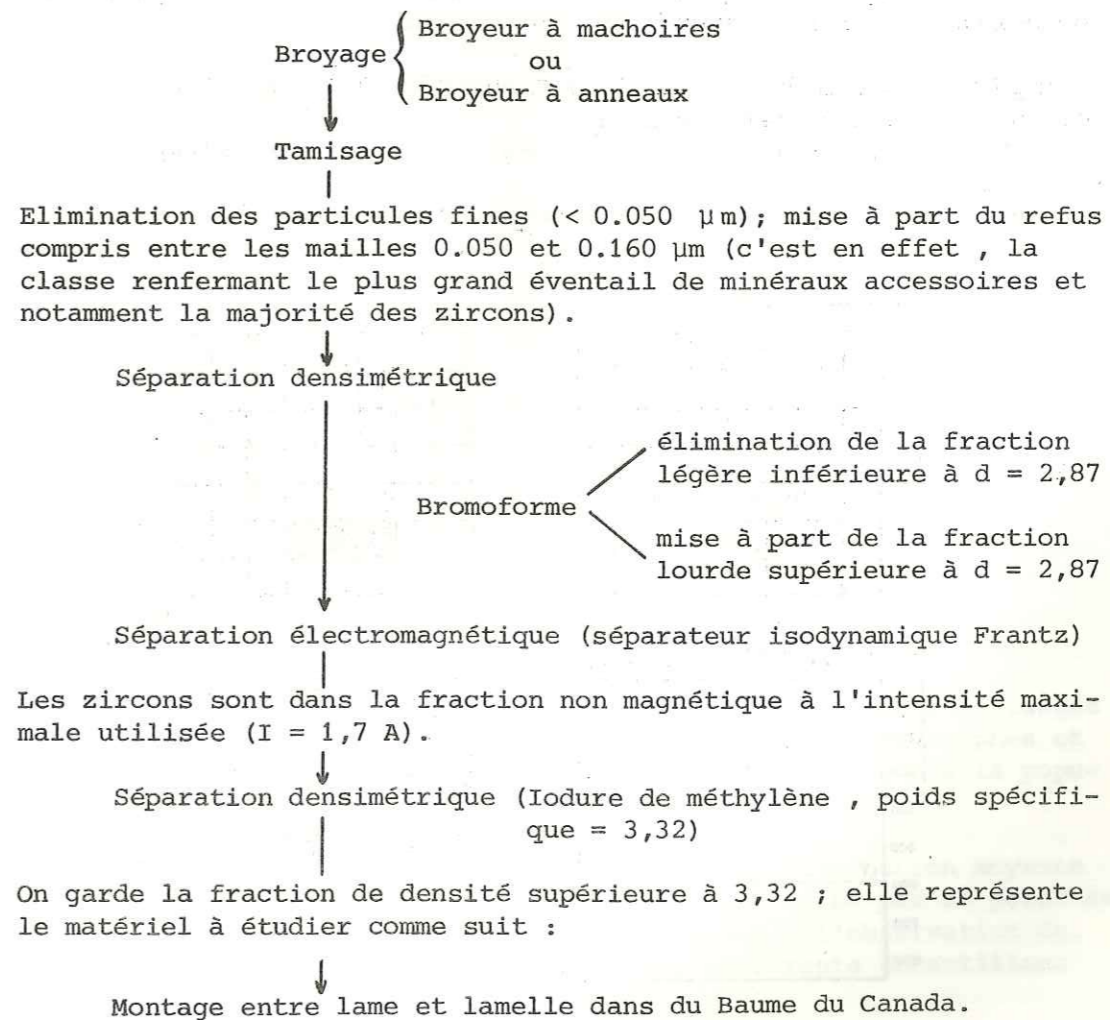 Broyeur à machoires
Broyage
ou
Broyeur à anneaux
Tamisage
Elimination des particules fines (< 0.050 µm); mise à part du refus
compris entre les mailles 0.050 et 0.160 µm (c'est en effet , la
classe renfermant le plus grand éventail de minéraux accessoires et
notamment la majorité des zircons).
Séparation densimétrique
élimination de la fraction
légère inférieure à d = 2,87
Bromoforme
mise à part de la fraction
lourde supérieure à d = 2,87
Séparation électromagnétique (séparateur isodynamique Frantz)
Les zircons sont dans la fraction non magnétique à l'intensité maxi-
male utilisée (I = 1,7 A).
Séparation densimétrique (Iodure de méthylène , poids spécifi-
que = 3,32)
On garde la fraction de densité supérieure à 3,32 ; elle représente
le matériel à étudier comme suit :
Montage entre lame et lamelle dans du Baume du Canada.